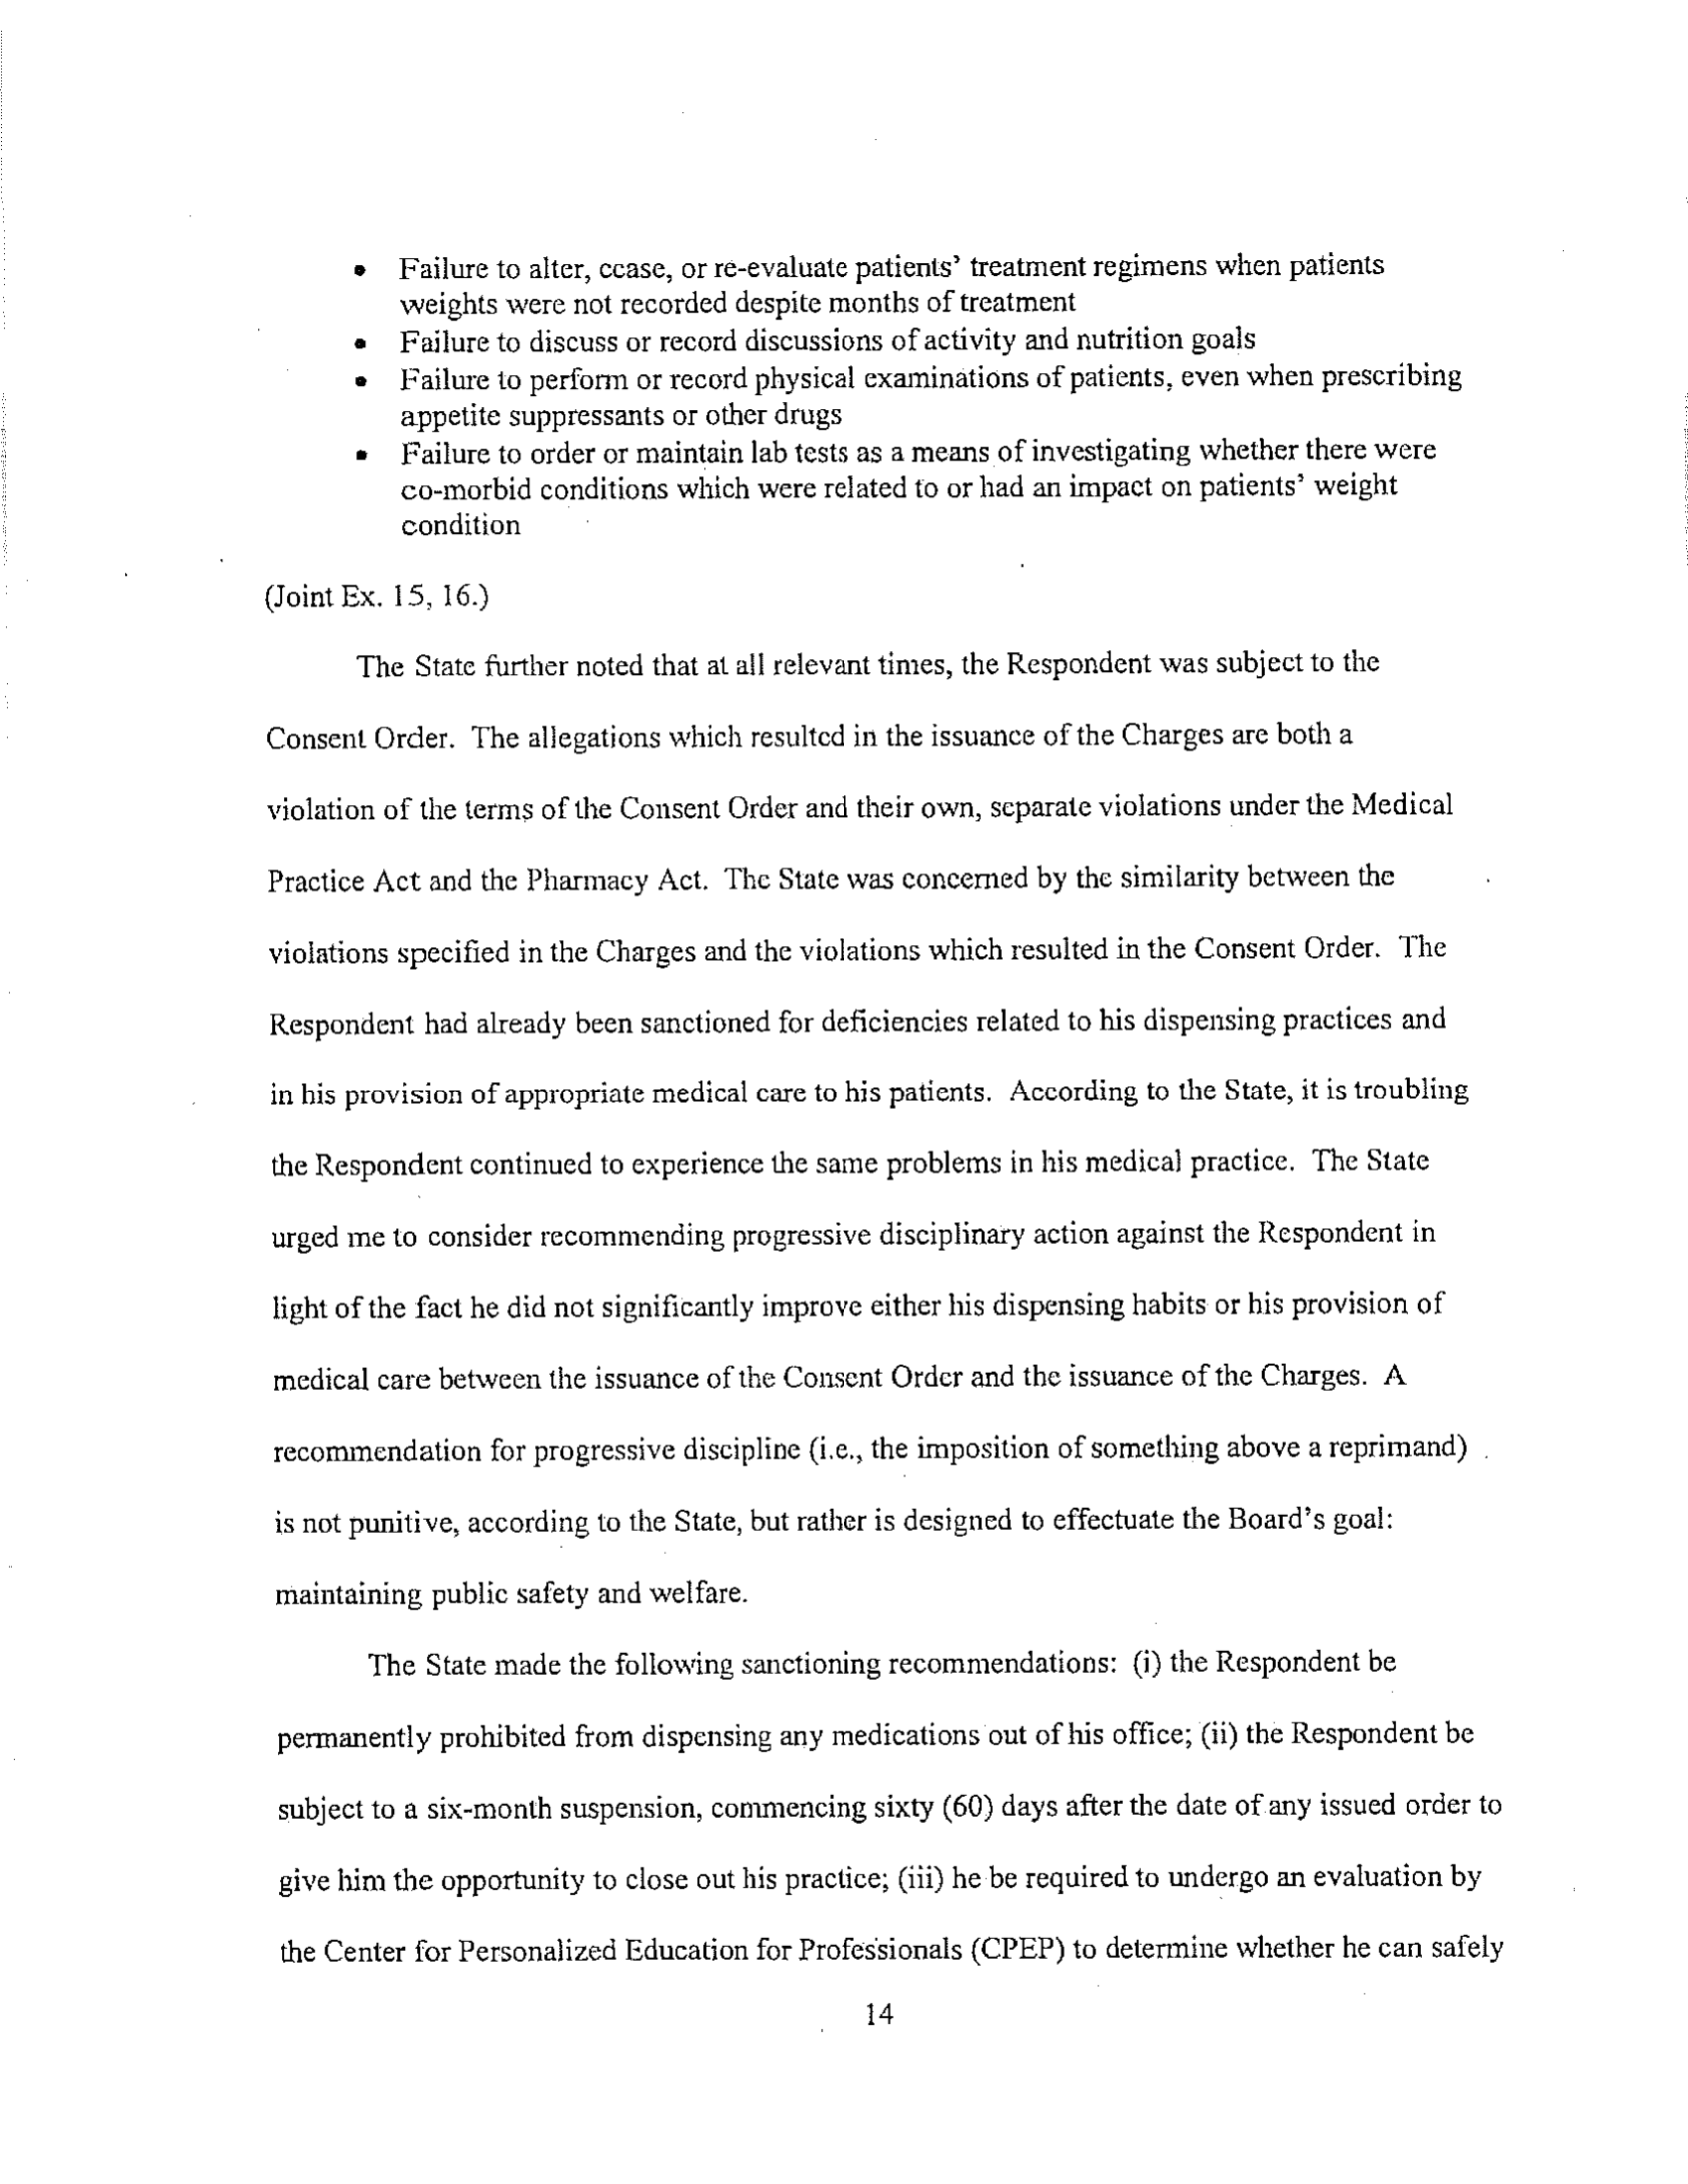 • Failure to alter, cease, or re-evaluate patients' treatment regimens when patients
weights were not recorded despite months of treatment
• Failure to discuss or record discussions of activity and nutrition goals
• Failure to perform or record physical examinations of patients, even when prescribing
appetite suppressants or other drugs
• Failure to order or maintain lab tests as a means of investigating whether there were
co-morbid conditions which were related to or had an impact on patients' weight
condition
(Joint Ex. 15, 16.)
The State further noted that at all relevant times, the Respondent was subject to the
Consent Order. The allegations which resulted in the issuance of the Charges are both a
violation of the terms of the Consent Order and their own, separate violations under the Medical
Practice Act and the Pharmacy Act. The State was concerned by the similarity between the
violations specified in the Charges and the violations which resulted in the Consent Order. The
Respondent had already been sanctioned for deficiencies related to his dispensing practices and
in his provision of appropriate medical care to his patients. According to the State, it is troubling
the Respondent continued to experience the same problems in his medical practice. The State
urged me to consider recommending progressive disciplinary action against the Respondent in
light of the fact he did not significantly improve either his dispensing habits or his provision of
medical care between the issuance of the Consent Order and the issuance of the Charges. A
recommendation for progressive discipline (i.e., the imposition of something above a reprimand)
is not punitive, according to the State, but rather is designed to effectuate the Board's goal:
maintaining public safety and welfare.
The State made the following sanctioning recommendations: (i) the Respondent be
permanently prohibited from dispensing any medications out of his office; (ii) the Respondent be
subject to a six-month suspension, commencing sixty (60) days after the date of any issued order to
give him the opportunity to close out his practice; (iii) he be required to undergo an evaluation by
the Center for Personalized Education for Professionals (CPEP) to determine whether he can safely
14